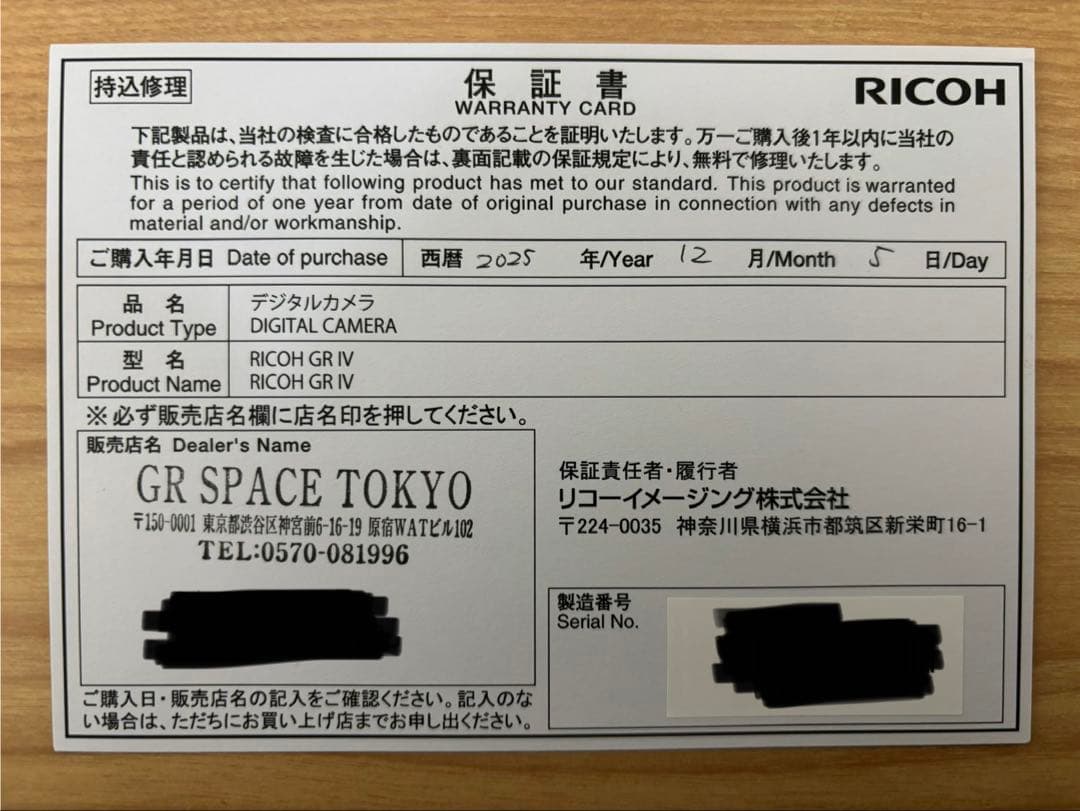 持込修理
保証書
WARRANTY CARD
RICOH
下記製品は、当社の検査に合格したものであることを証明いたします。万一ご購入後1年以内に当社の
責任と認められる故障を生じた場合は、裏面記載の保証規定により、無料で修理いたします。
This is to certify that following product has met to our standard. This product is warranted
for a period of one year from date of original purchase in connection with any defects in
material and/or workmanship.
ご購入年月日 Date of purchase 西暦 2025 年/Year 12 月/Month 5 日/Day
品 名 デジタルカメラ
Product Type DIGITAL CAMERA
型 名 RICOH GR IV
Product Name RICOH GR IV
※必ず販売店名欄に店名印を押してください。
販売店名 Dealer's Name
GR SPACE TOKYO
〒150-0001 東京都渋谷区神宮前6-16-19 原宿WATビル102
TEL:0570-081996
保証責任者・履行者
リコーイメージング株式会社
〒224-0035 神奈川県横浜市都筑区新栄町16-1
製造番号
Serial No.
ご購入日・販売店名の記入をご確認ください。記入のな
い場合は、ただちにお買い上げ店までお申し出ください。